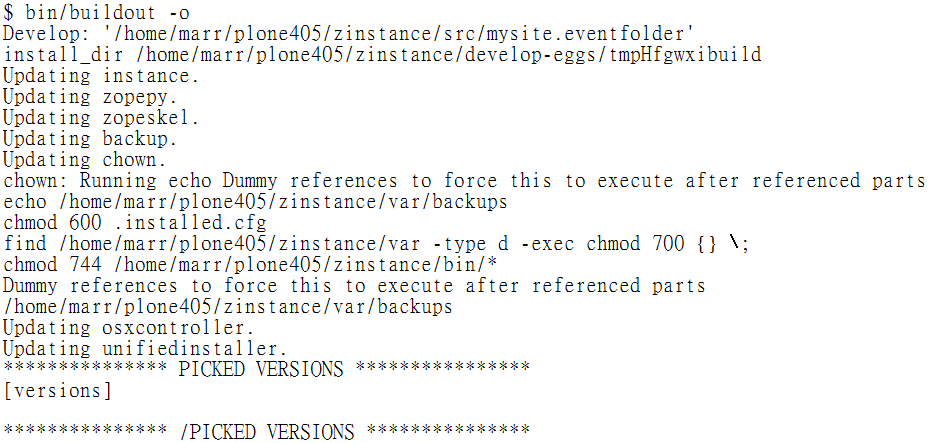 $ bin/buildout -o
Develop: '/home/marr/plone405/zinstance/src/mysite.eventfolder'
install_dir /home/marr/plone405/zinstance/develop-eggs/tmpHfgwxibuild
Updating instance.
Updating zopepy.
Updating zopeskel.
Updating backup.
Updating chown.
chown: Running echo Dummy references to force this to execute after referenced parts
echo /home/marr/plone405/zinstance/var/backups
chmod 600 .installed.cfg
find /home/marr/plone405/zinstance/var -type d -exec chmod 700 {} \;
chmod 744 /home/marr/plone405/zinstance/bin/*
Dummy references to force this to execute after referenced parts
/home/marr/plone405/zinstance/var/backups
Updating osxcontroller.
Updating unifiedinstaller.
*************** PICKED VERSIONS ****************
[versions]
*************** /PICKED VERSIONS ***************